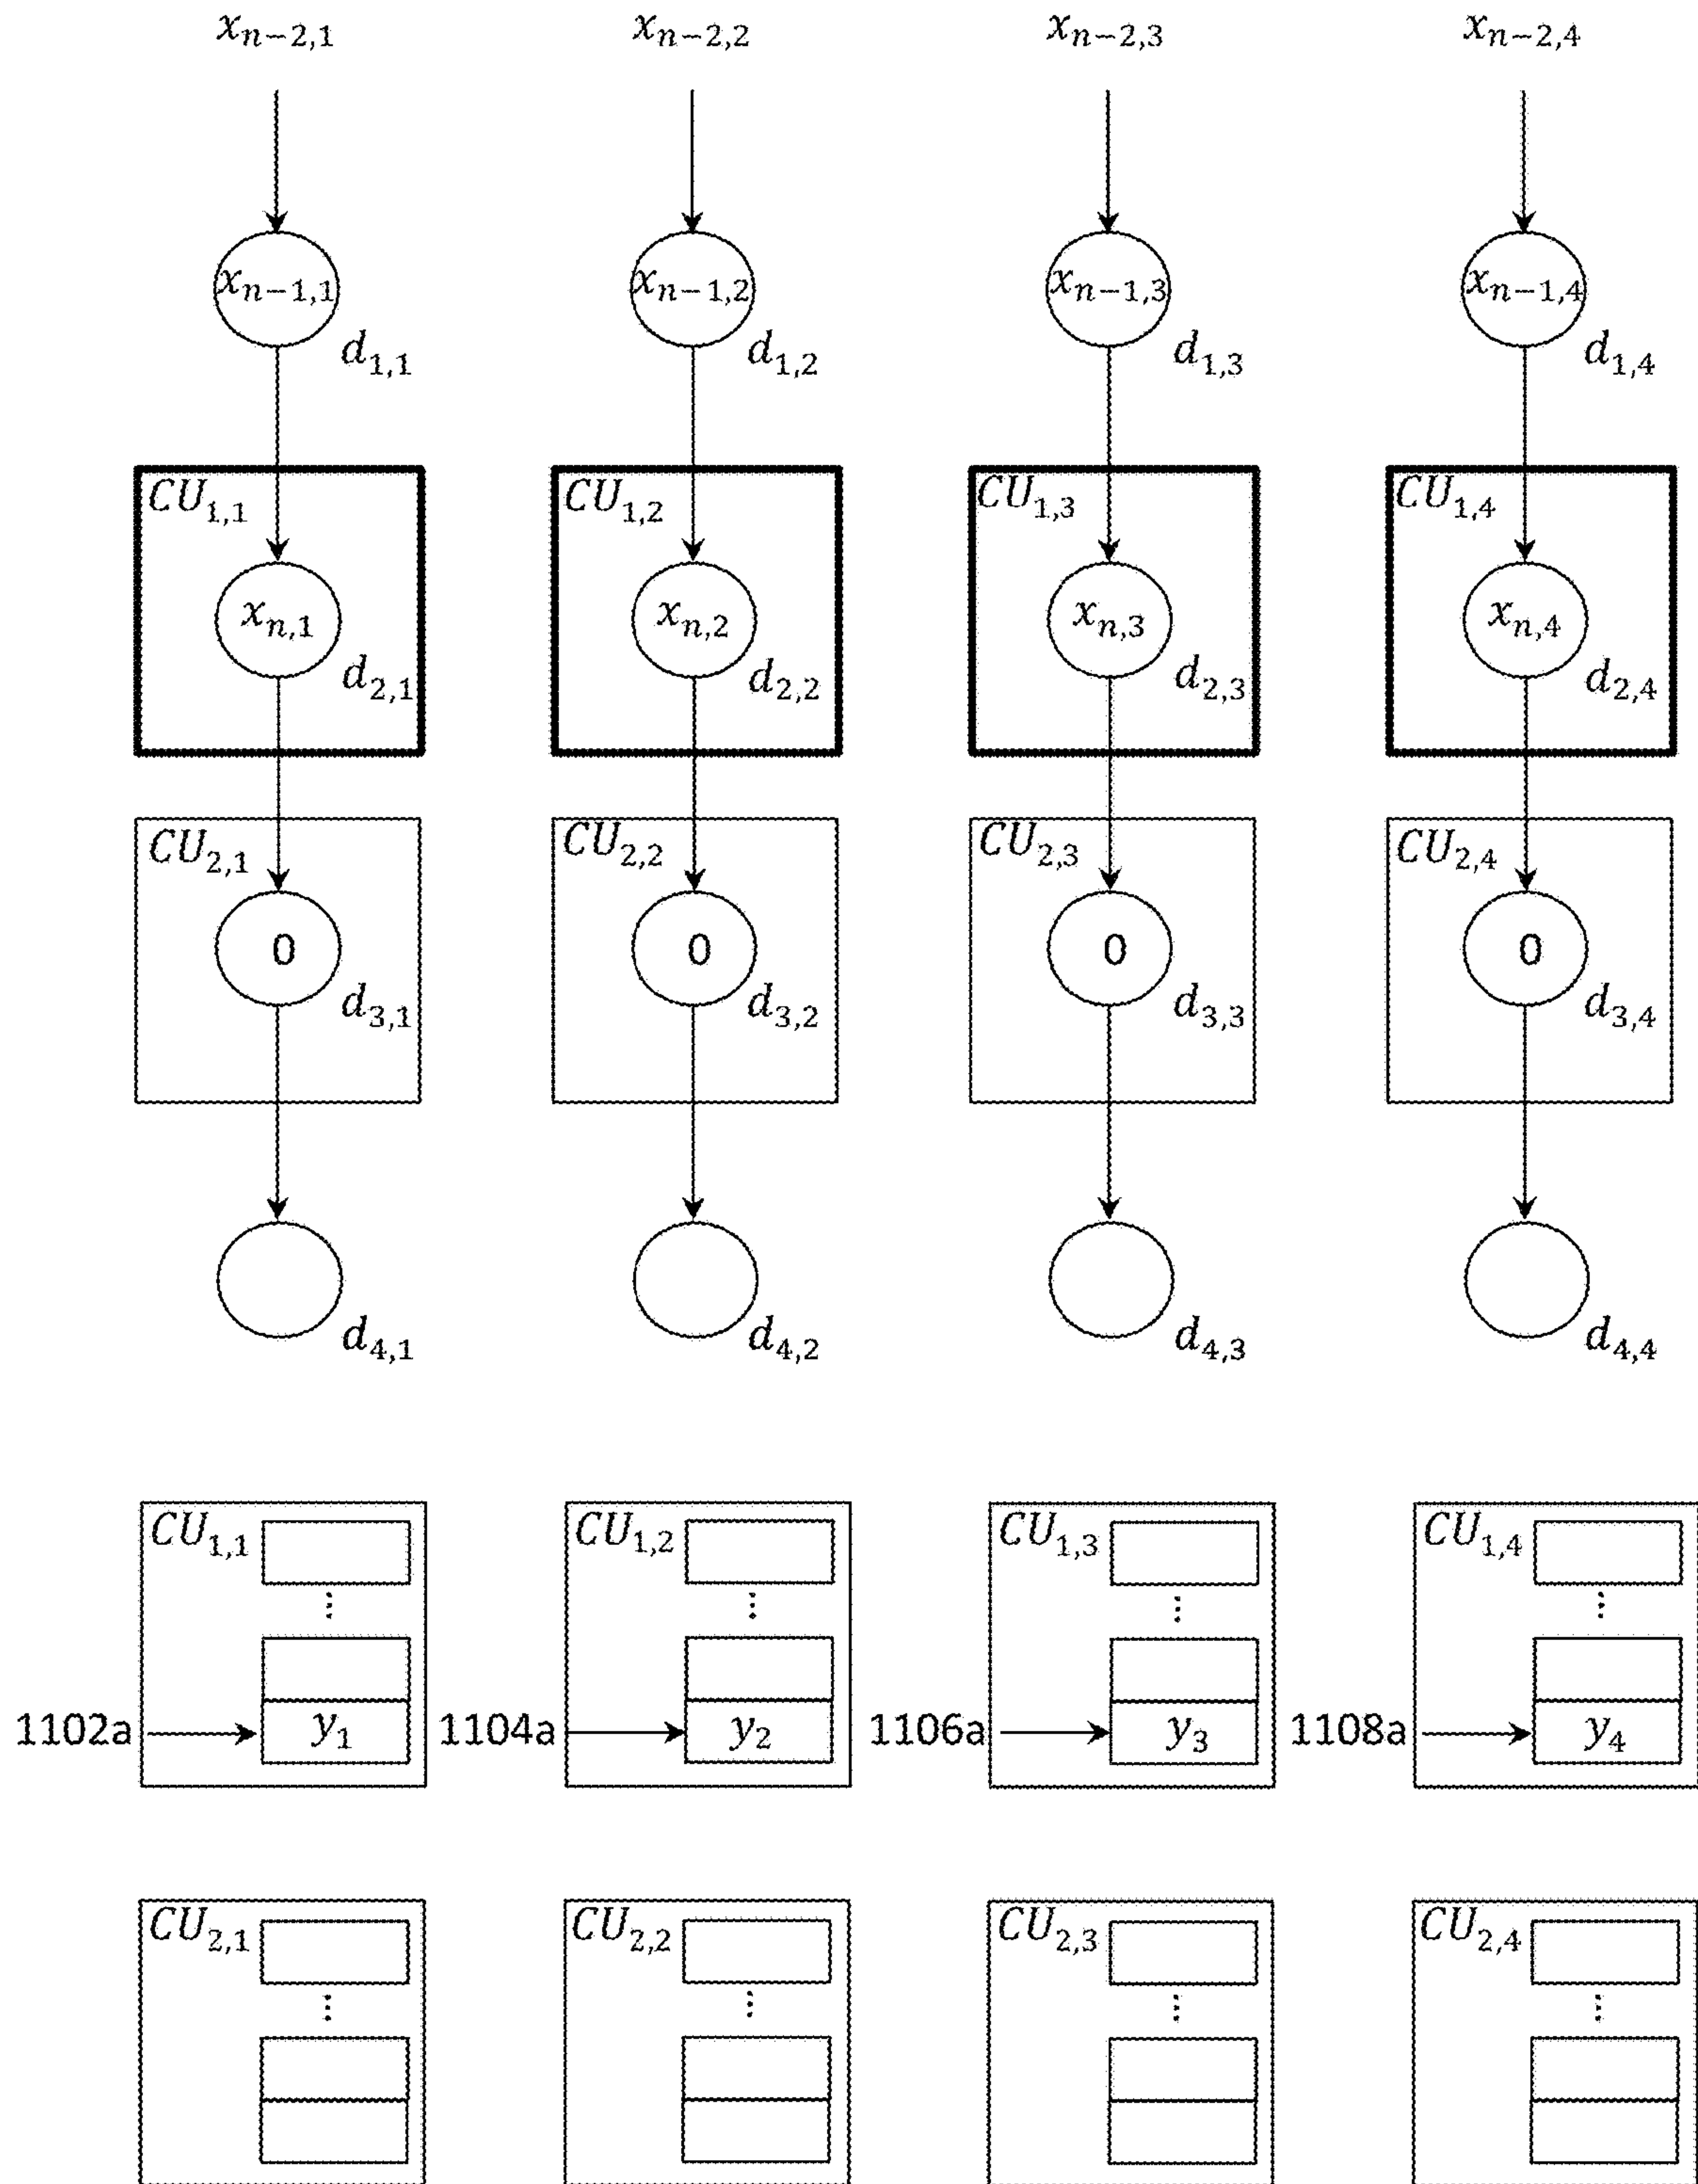 x_{n−2,1} x_{n−2,2} x_{n−2,3} x_{n−2,4}
x_{n−1,1} x_{n−1,2} x_{n−1,3} x_{n−1,4}
d_{1,1} d_{1,2} d_{1,3} d_{1,4}
CU_{1,1} CU_{1,2} CU_{1,3} CU_{1,4}
x_{n,1} x_{n,2} x_{n,3} x_{n,4}
d_{2,1} d_{2,2} d_{2,3} d_{2,4}
CU_{2,1} CU_{2,2} CU_{2,3} CU_{2,4}
0 0 0 0
d_{3,1} d_{3,2} d_{3,3} d_{3,4}
d_{4,1} d_{4,2} d_{4,3} d_{4,4}
CU_{1,1} CU_{1,2} CU_{1,3} CU_{1,4}
⋮ ⋮ ⋮ ⋮
1102a y_1 1104a y_2 1106a y_3 1108a y_4
CU_{2,1} CU_{2,2} CU_{2,3} CU_{2,4}
⋮ ⋮ ⋮ ⋮